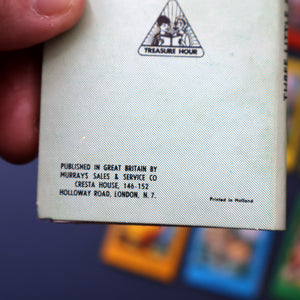 TREASURE HOUR
PUBLISHED IN GREAT BRITAIN BY
MURRAYS SALES & SERVICE CO
CRESTA HOUSE, 146-152
HOLLOWAY ROAD, LONDON, N. 7.
Printed in Holland